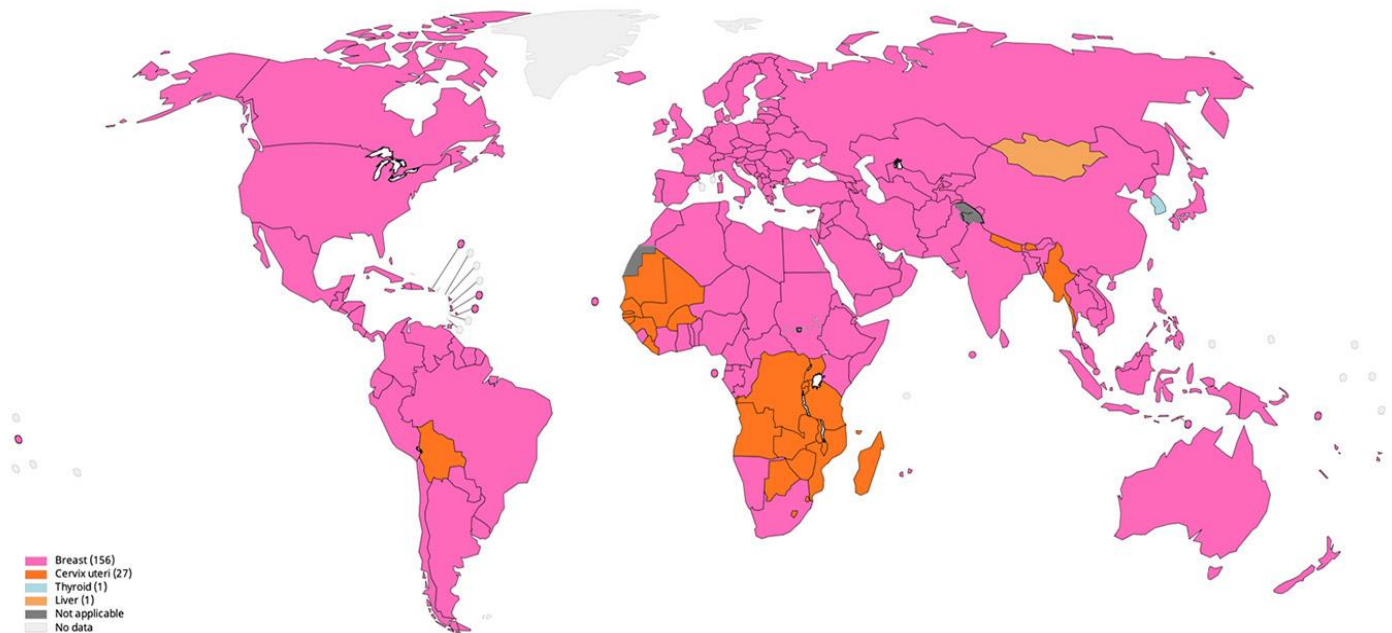 Breast (156)
Cervix uteri (27)
Thyroid (1)
Liver (1)
Not applicable
No data